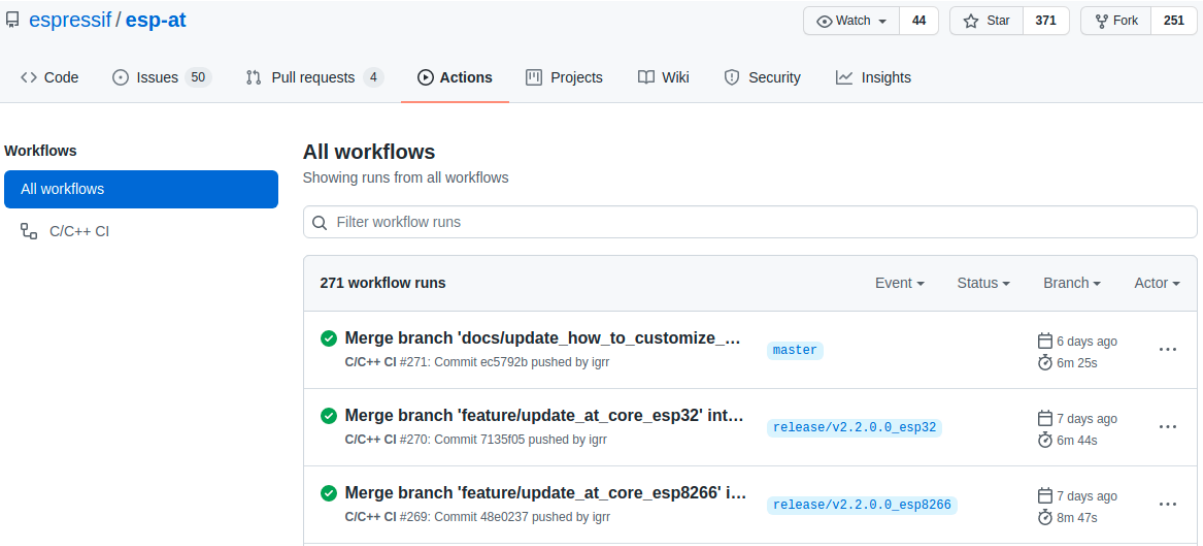 espressif / esp-at
Watch 44 Star 371 Fork 251
Code Issues 50 Pull requests 4 Actions Projects Wiki Security Insights
Workflows
All workflows
C/C++ CI
All workflows
Showing runs from all workflows
Filter workflow runs
271 workflow runs Event Status Branch Actor
Merge branch 'docs/update_how_to_customize_...
C/C++ CI #271: Commit ec5792b pushed by igrr
master
6 days ago
6m 25s
Merge branch 'feature/update_at_core_esp32' int...
C/C++ CI #270: Commit 7135f05 pushed by igrr
release/v2.2.0.0_esp32
7 days ago
6m 44s
Merge branch 'feature/update_at_core_esp8266' i...
C/C++ CI #269: Commit 48e0237 pushed by igrr
release/v2.2.0.0_esp8266
7 days ago
8m 47s